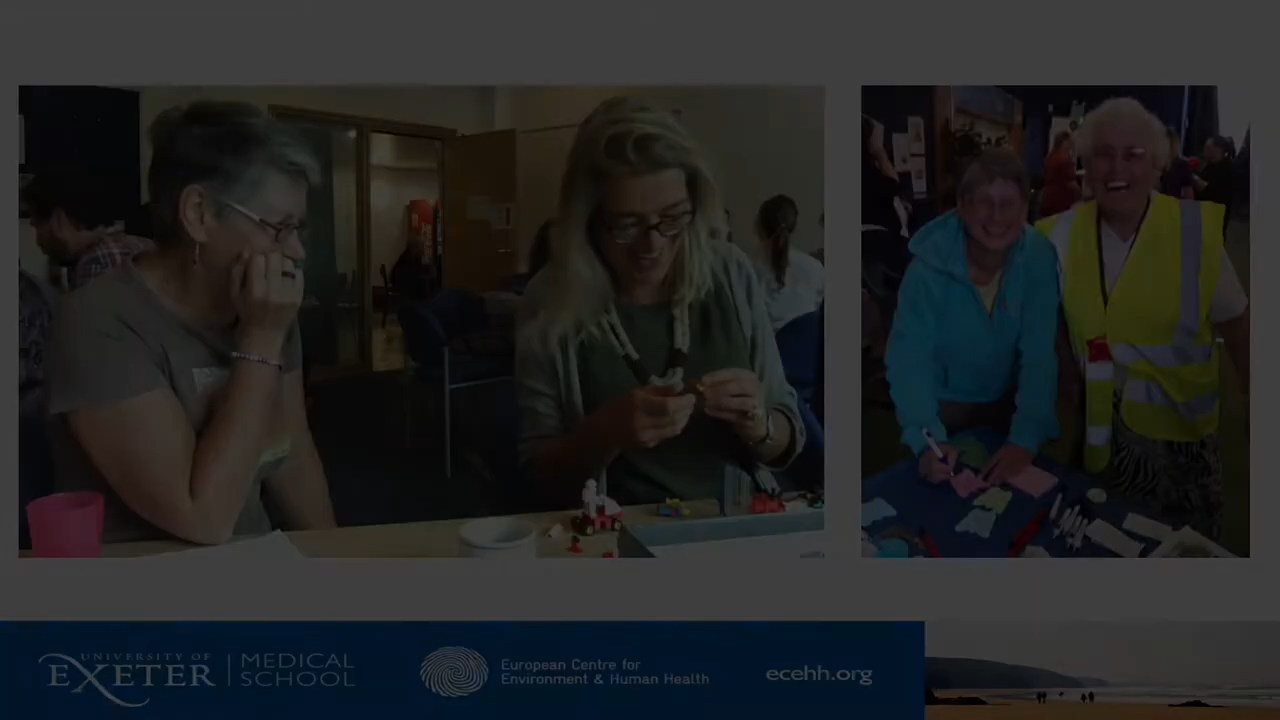 UNIVERSITY OF
EXETER
MEDICAL
SCHOOL
European Centre for
Environment & Human Health
ecehh.org